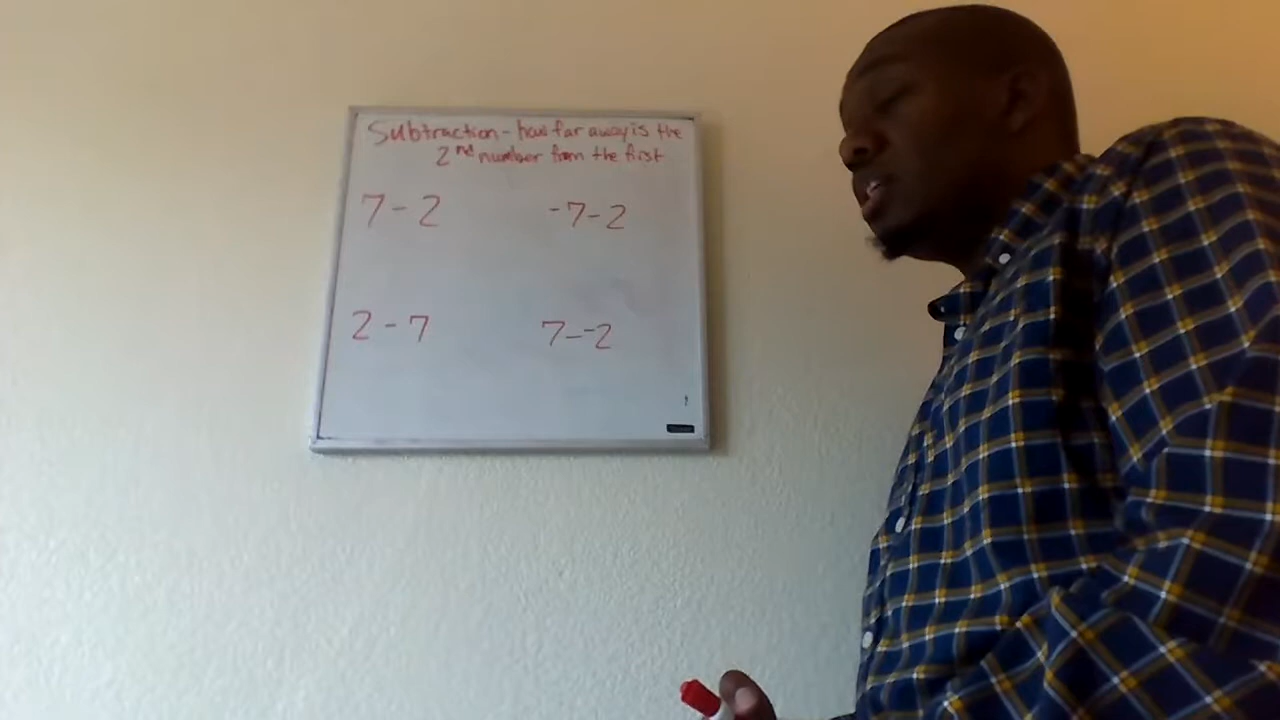 Subtraction - how far away is the
2nd number from the first
7 - 2
-7 - 2
2 - 7
7 - -2